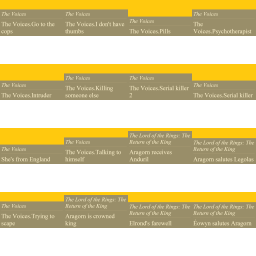 The Voices
The Voices.Go to the
cops
The Voices
The Voices.I don't have
thumbs
The Voices
The Voices.Pills
The Voices
The
Voices.Psychotherapist
The Voices
The Voices.Intruder
The Voices
The Voices.Killing
someone else
The Voices
The Voices.Serial killer
2
The Voices
The Voices.Serial killer
The Voices
She's from England
The Voices
The Voices.Talking to
himself
The Lord of the Rings: The
Return of the King
Aragorn receives
Andúril
The Lord of the Rings: The
Return of the King
Aragorn salutes Legolas
The Voices
The Voices.Trying to
scape
The Lord of the Rings: The
Return of the King
Aragorn is crowned
king
The Lord of the Rings: The
Return of the King
Elrond's farewell
The Lord of the Rings: The
Return of the King
Eowyn salutes Aragorn